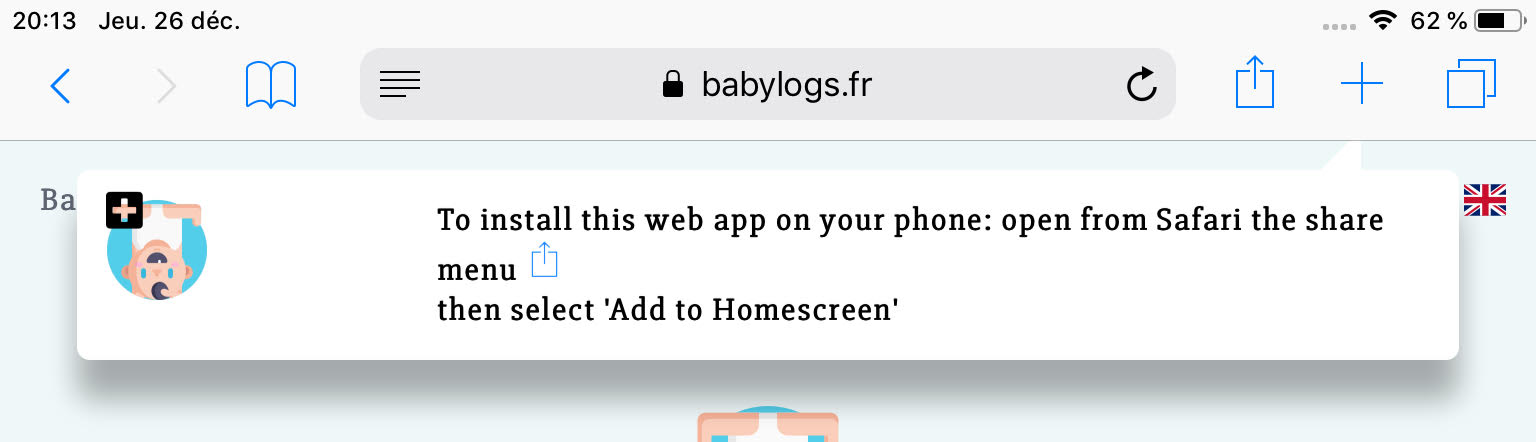 20:13 Jeu. 26 déc. 62 %
babylogs.fr
Ba
To install this web app on your phone: open from Safari the share
menu
then select 'Add to Homescreen'